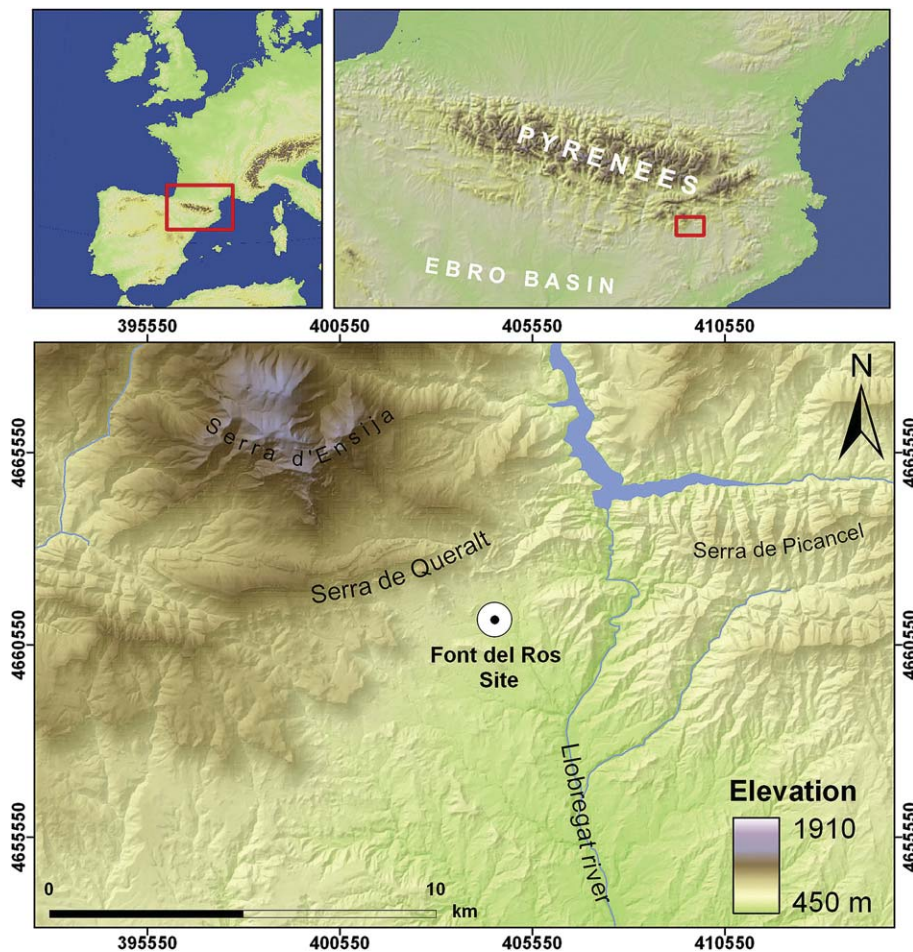 PYRENEES
EBRO BASIN
395550
400550
405550
410550
N
Serra d'Ensija
4665550
4665550
Serra de Queralt
Serra de Picancel
4660550
4660550
Font del Ros
Site
Llobregat river
Elevation
1910
450 m
4655550
4655550
0
10
km
395550
400550
405550
410550